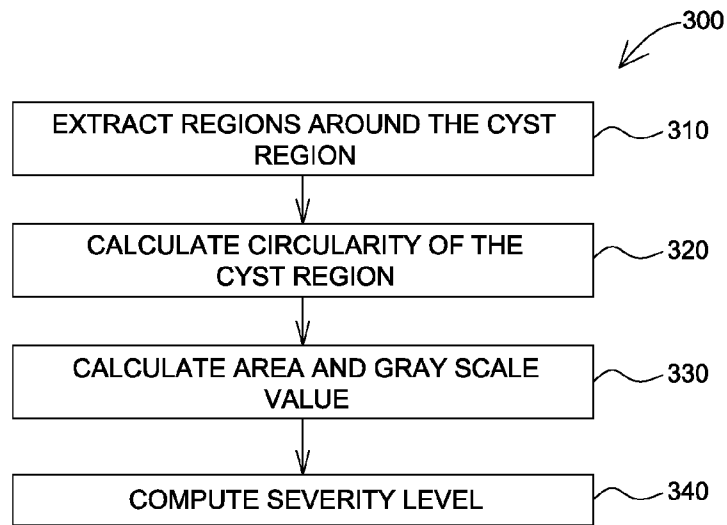 300
EXTRACT REGIONS AROUND THE CYST
REGION
310
CALCULATE CIRCULARITY OF THE
CYST REGION
320
CALCULATE AREA AND GRAY SCALE
VALUE
330
COMPUTE SEVERITY LEVEL
340